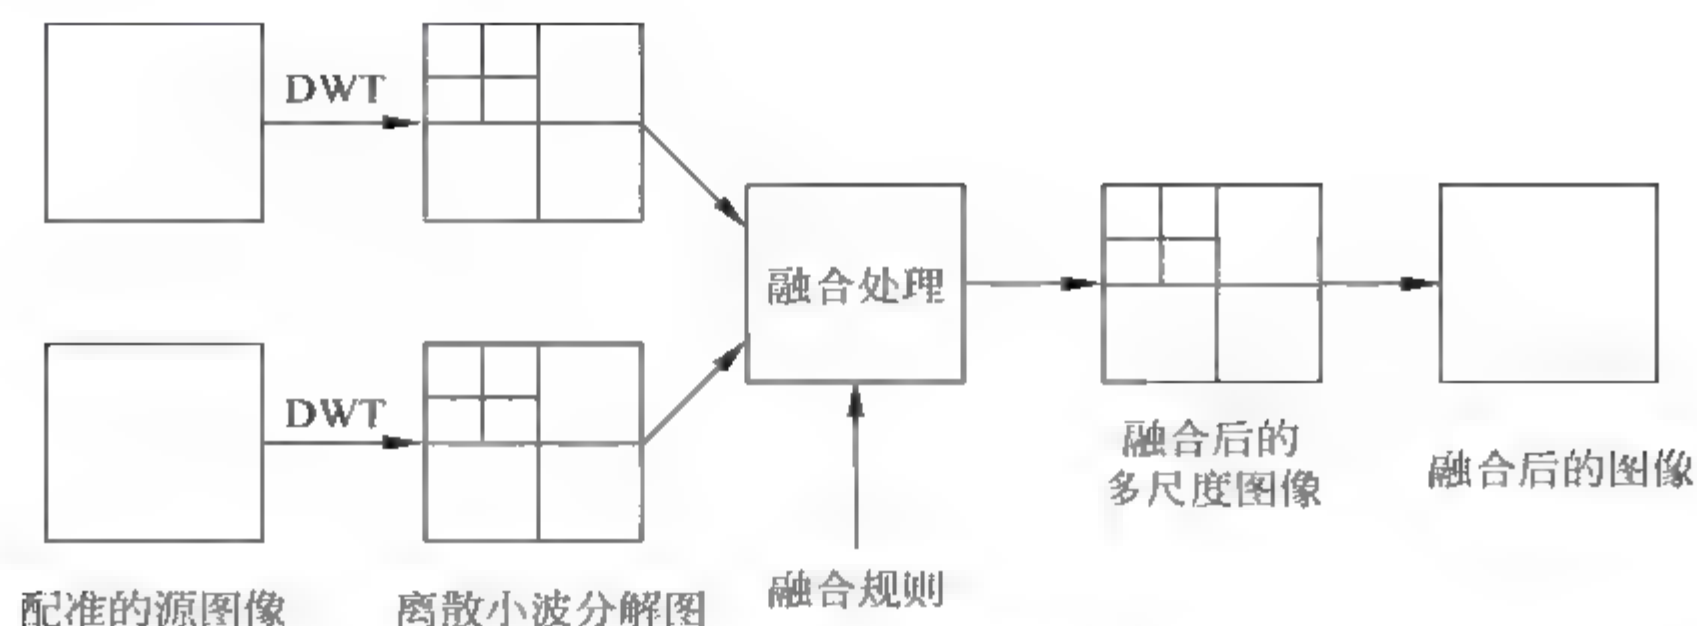 DWT
DWT
融合处理
融合后的
多尺度图像
融合后的图像
融合规则
配准的源图像
离散小波分解图